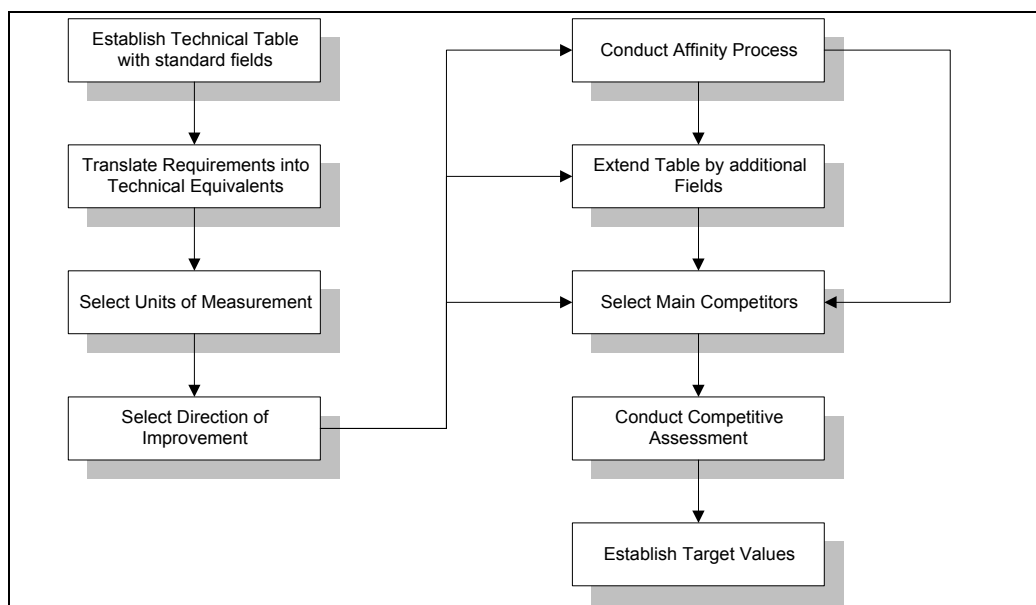 Establish Technical Table
with standard fields
Translate Requirements into
Technical Equivalents
Select Units of Measurement
Select Direction of
Improvement
Conduct Affinity Process
Extend Table by additional
Fields
Select Main Competitors
Conduct Competitive
Assessment
Establish Target Values